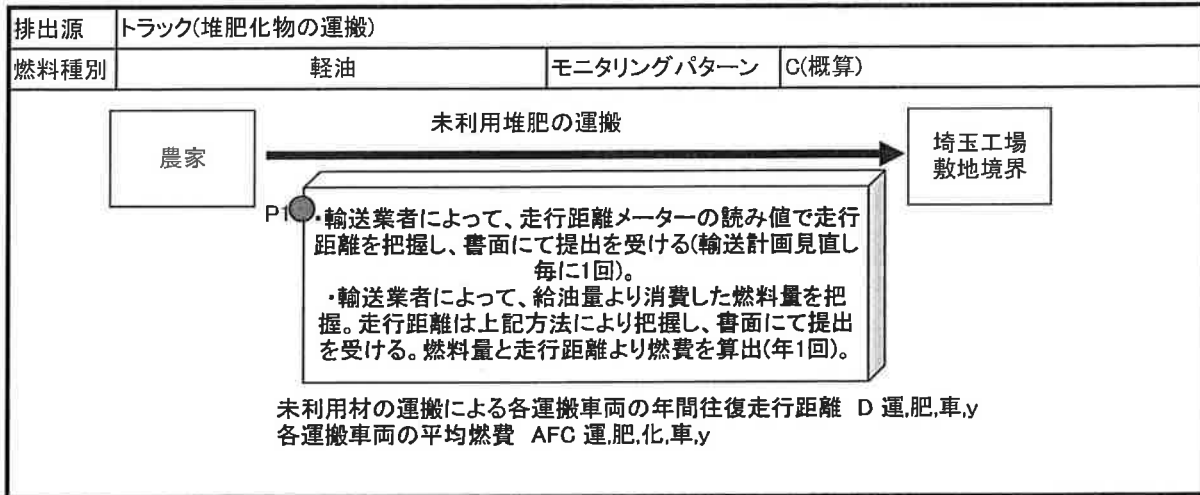 排出源 トラック(堆肥化物の運搬)
燃料種別 軽油 モニタリングパターン C(概算)
未利用堆肥の運搬
農家
埼玉工場
敷地境界
P1
・輸送業者によって、走行距離メーターの読み値で走行
距離を把握し、書面にて提出を受ける(輸送計画見直し
毎に1回)。
・輸送業者によって、給油量より消費した燃料量を把
握。走行距離は上記方法により把握し、書面にて提出
を受ける。燃料量と走行距離より燃費を算出(年1回)。
未利用材の運搬による各運搬車両の年間往復走行距離 D 運,肥,車,y
各運搬車両の平均燃費 AFC 運,肥,化,車,y